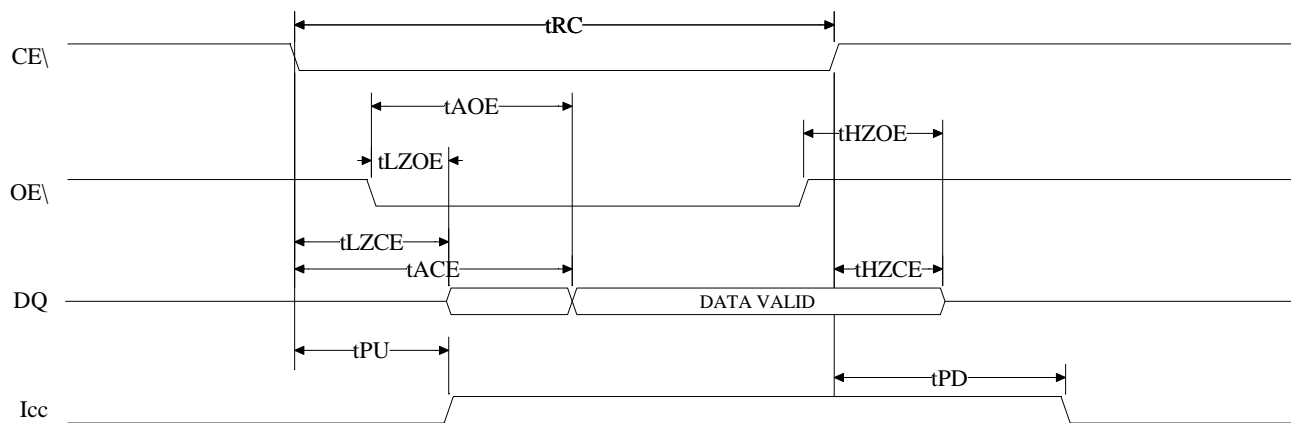 tRC
CE\
tAOE
tHZOE
tLZOE
OE\
tLZCE
tACE
tHZCE
DQ
DATA VALID
tPU
tPD
Icc